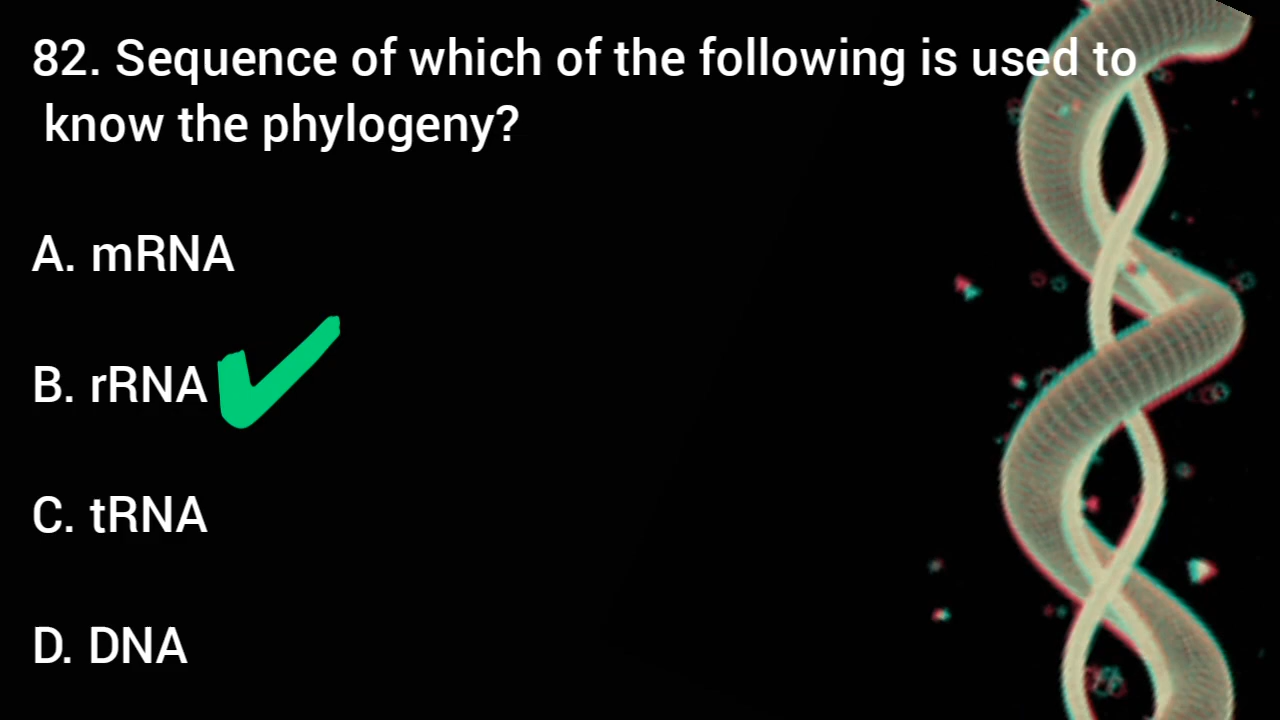 82. Sequence of which of the following is used to
know the phylogeny?
A. mRNA
B. rRNA
C. tRNA
D. DNA